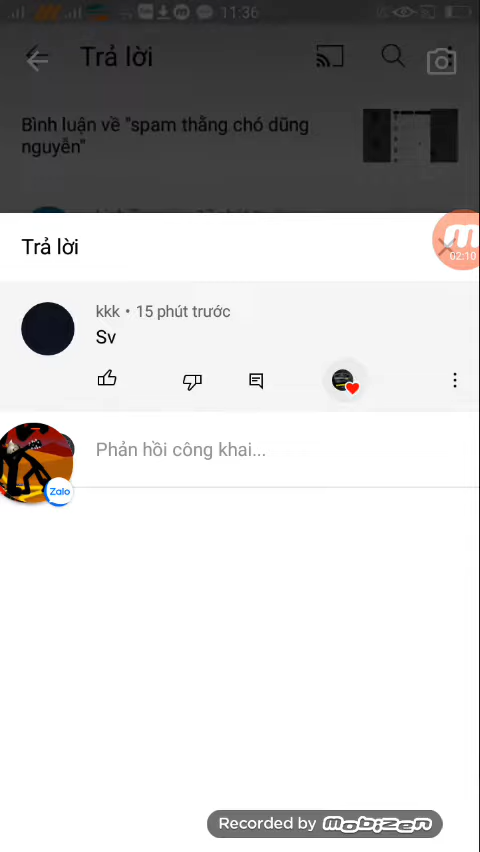 11:36
Trả lời
Bình luận về "spam thằng chó dũng
nguyễn"
Trả lời
02:10
kkk • 15 phút trước
Sv
Phản hồi công khai...
Zalo
Recorded by mobizen